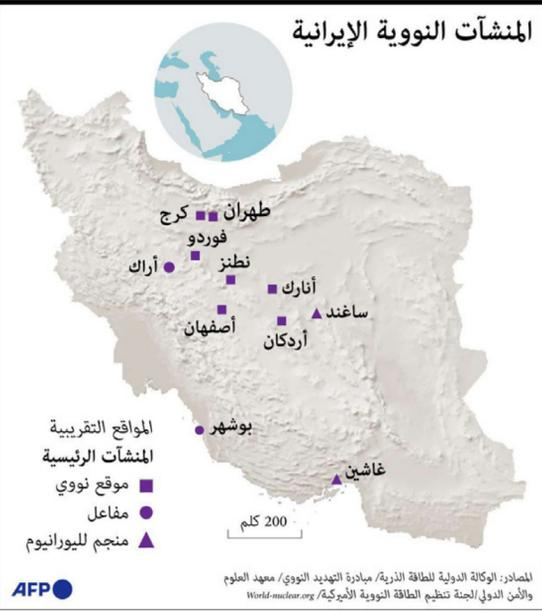 المنشآت النووية الإيرانية
كرج
طهران
فوردو
أراك
نطنز
أنارك
ساغند
أصفهان
أردكان
بوشهر
غاشين
المواقع التقريبية
المنشآت الرئيسية
موقع نووي
مفاعل
منجم لليورانيوم
200 كلم
المصادر: الوكالة الدولية للطاقة الذرية/ مبادرة التهديد النووي/ معهد العلوم
والأمن الدولي/لجنة تنظيم الطاقة النووية الأميركية/ World-nuclear.org
AFP